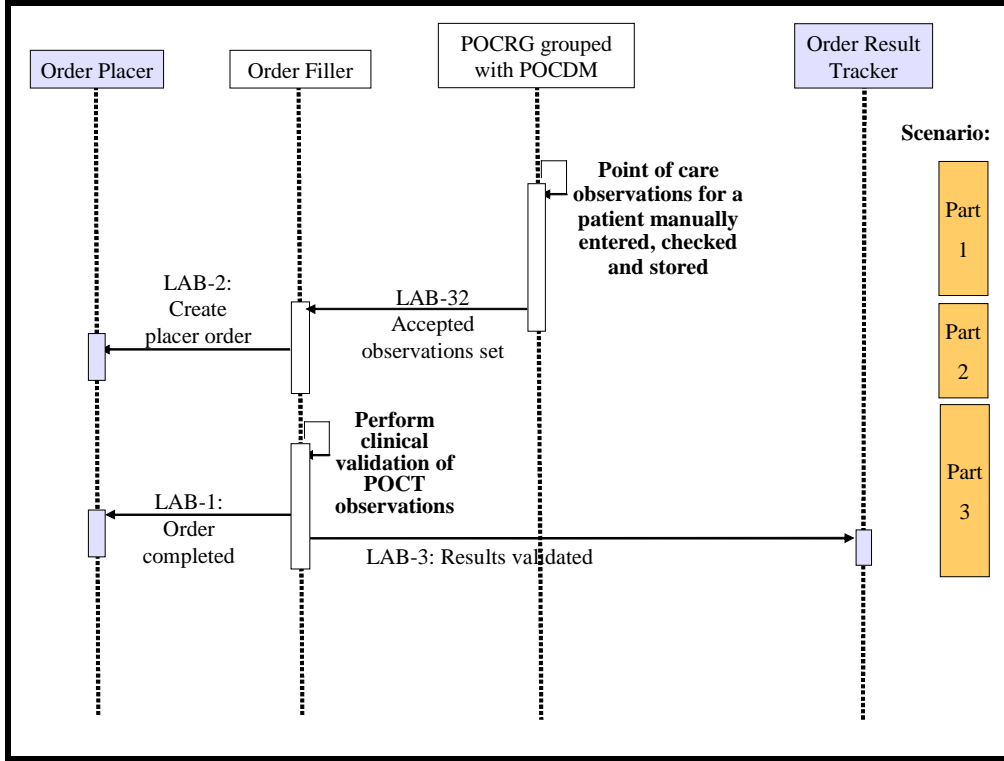 Order Placer
Order Filler
POCRG grouped
with POCDM
Order Result
Tracker
Scenario:
Point of care
observations for a
patient manually
entered, checked
and stored
Part
1
LAB-2:
Create
placer order
LAB-32
Accepted
observations set
Part
2
Perform
clinical
validation of
POCT
observations
LAB-1:
Order
completed
LAB-3: Results validated
Part
3